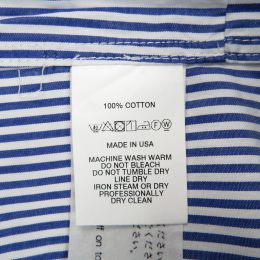 100% COTTON
MADE IN USA
MACHINE WASH WARM
DO NOT BLEACH
DO NOT TUMBLE DRY
LINE DRY
IRON STEAM OR DRY
PROFESSIONALLY
DRY CLEAN